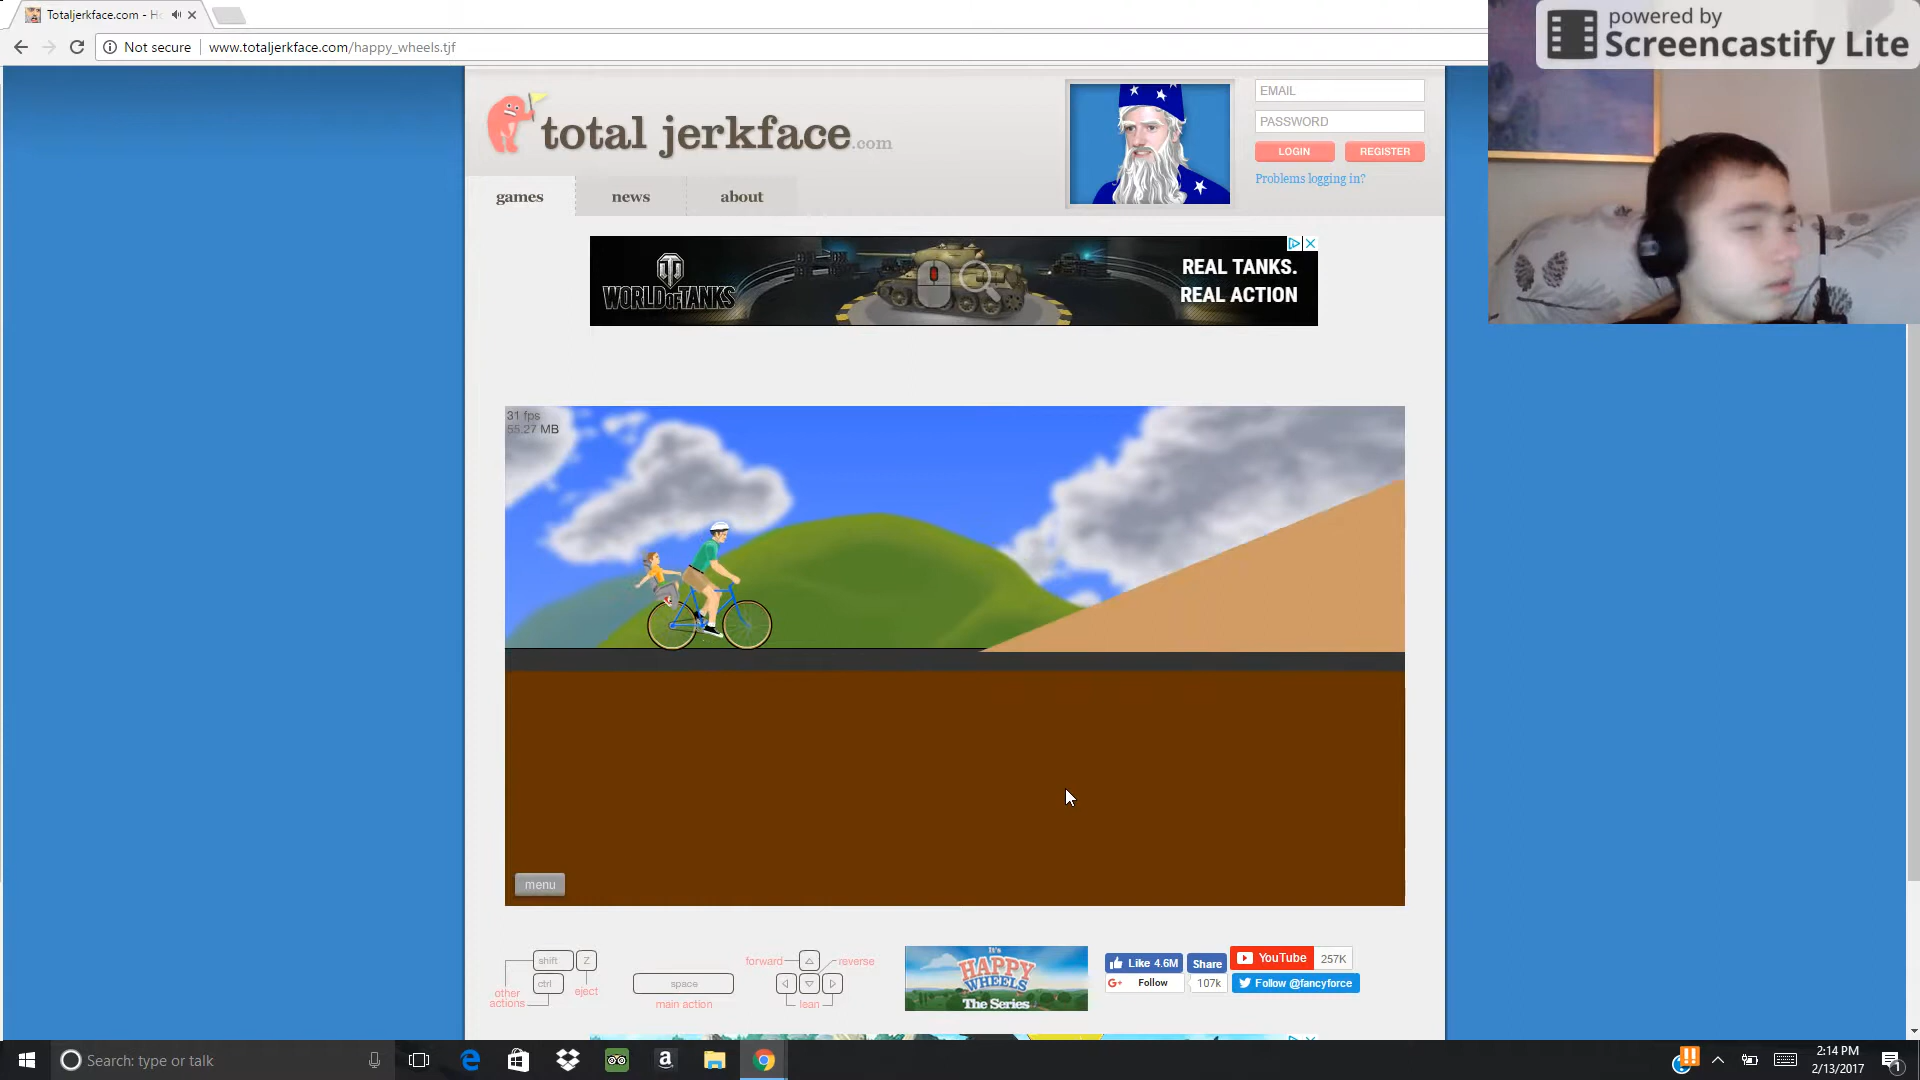 Totaljerkface.com - H
powered by
Screencastify Lite
Not secure
www.totaljerkface.com/happy_wheels.tjf
total jerkface.com
EMAIL
PASSWORD
LOGIN
REGISTER
Problems logging in?
games
news
about
WORLD OF TANKS
REAL TANKS.
REAL ACTION
31 fps
55.27 MB
menu
shift
Z
ctrl
other
actions
eject
space
main action
forward
reverse
lean
It's
HAPPY
WHEELS
The Series
Like 4.6M
Share
YouTube
257K
G+ Follow
107k
Follow @fancyforce
Search: type or talk
2:14 PM
2/13/2017
1